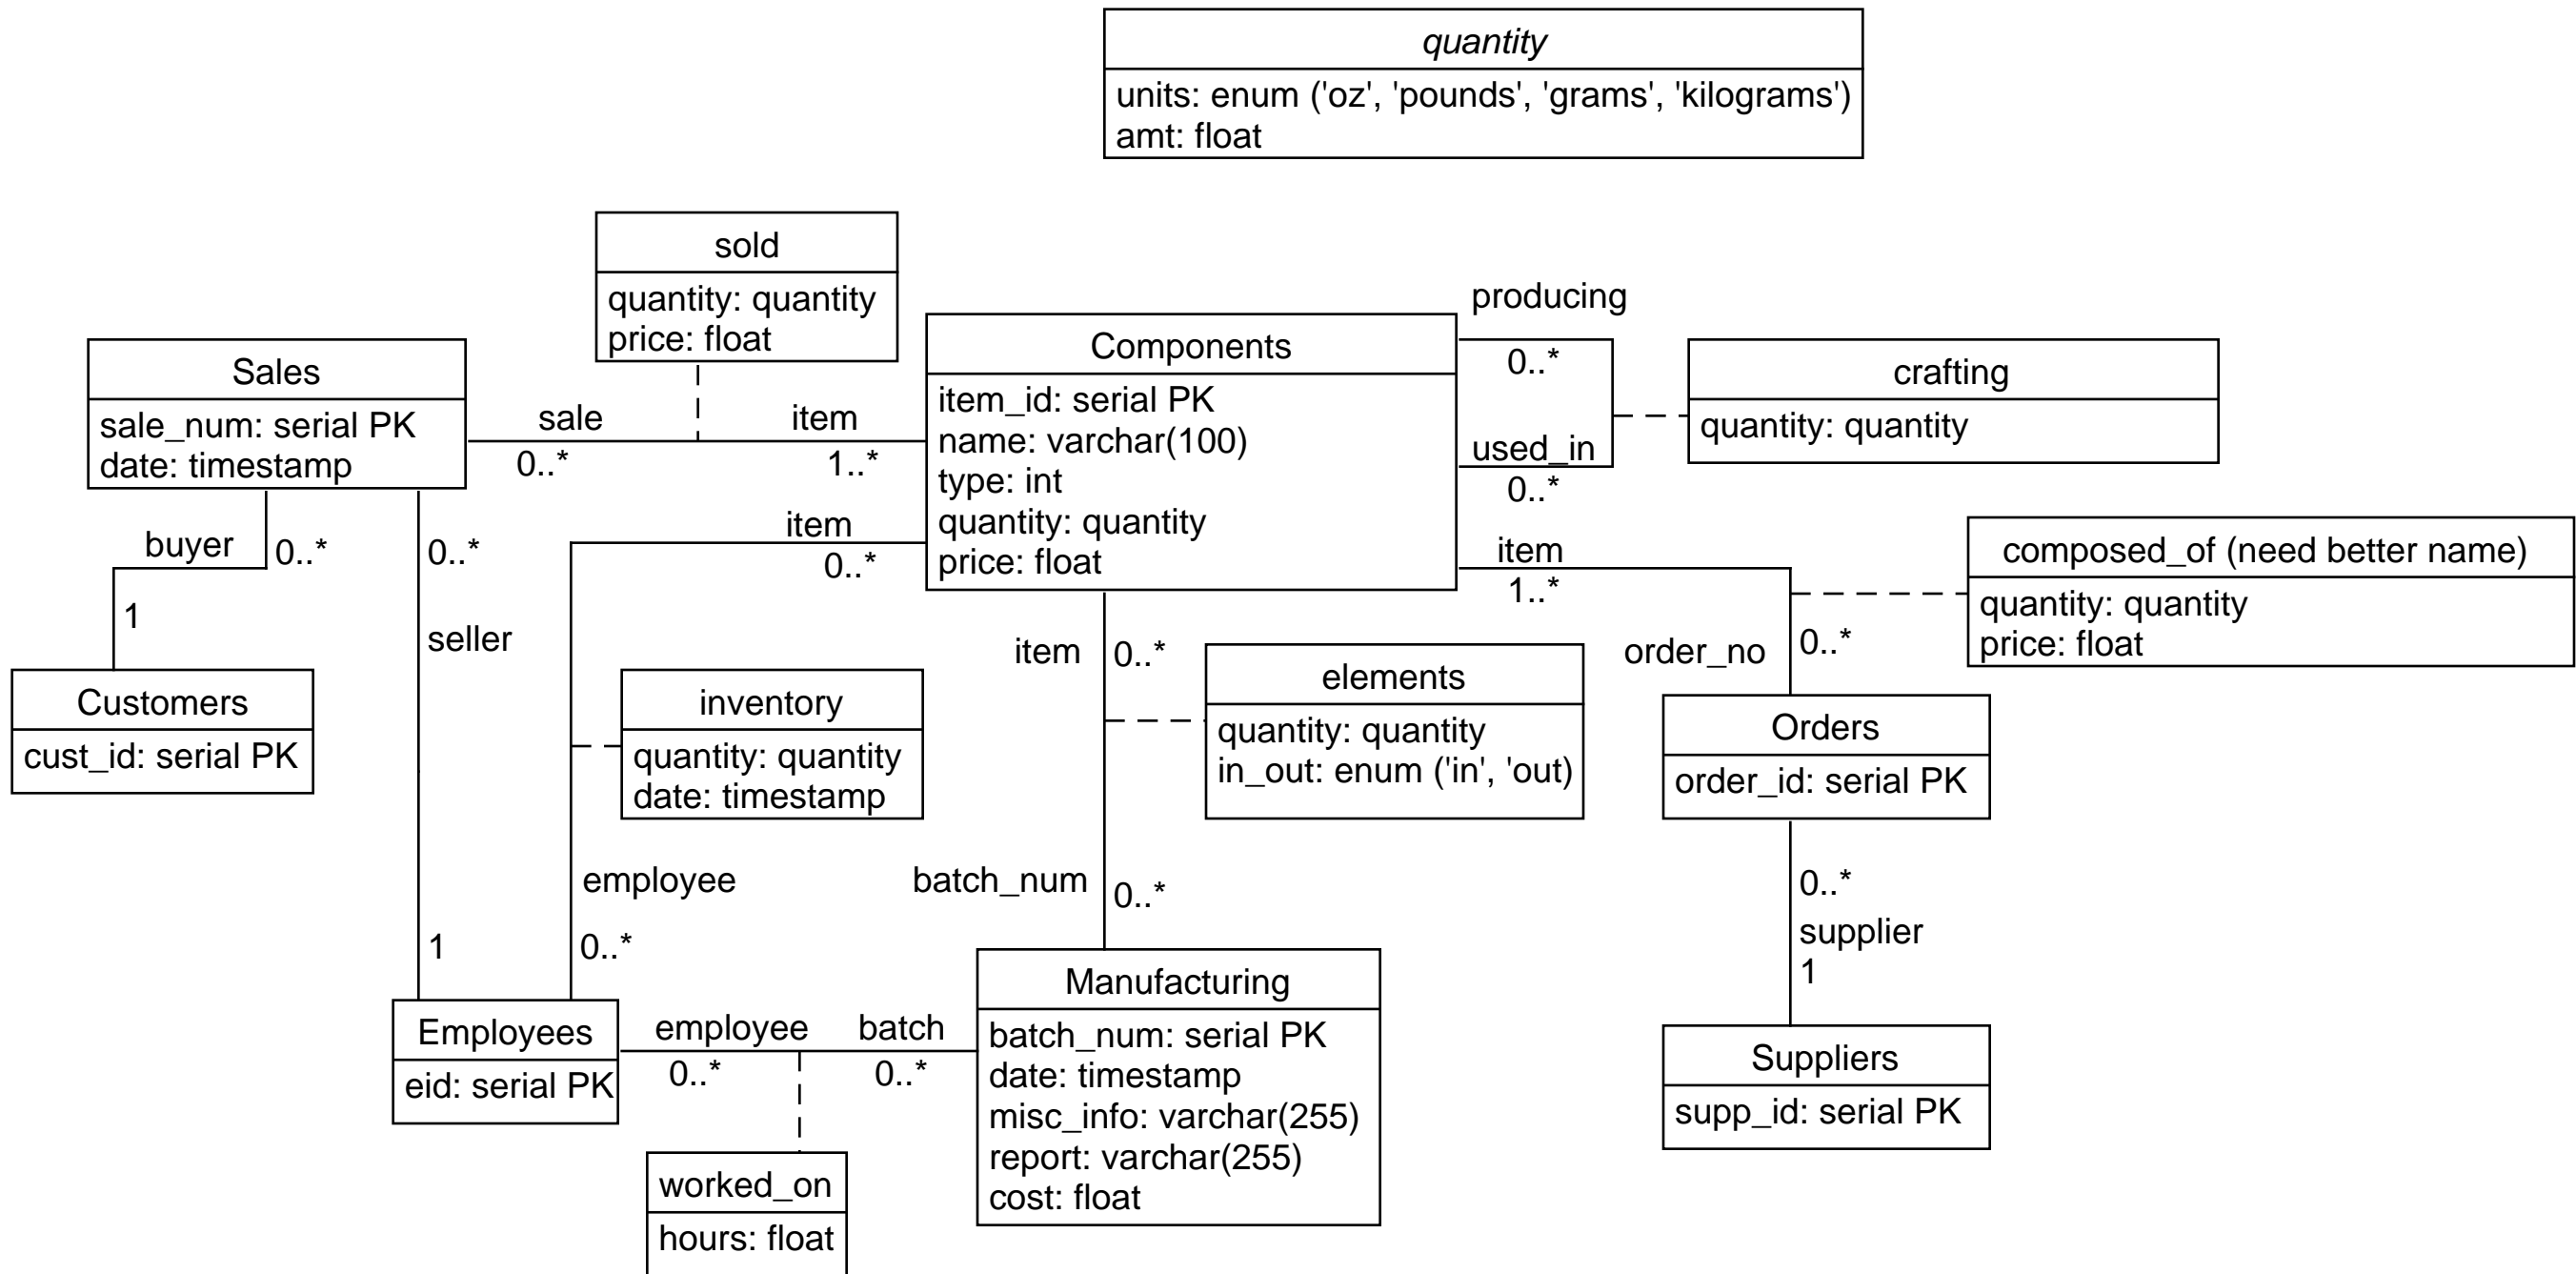 quantity
units: enum ('oz', 'pounds', 'grams', 'kilograms')
amt: float
sold
quantity: quantity
price: float
Sales
sale_num: serial PK
date: timestamp
sale
0..*
item
1..*
Components
item_id: serial PK
name: varchar(100)
type: int
quantity: quantity
price: float
producing
0..*
used_in
0..*
crafting
quantity: quantity
buyer
0..*
1
0..*
seller
1
item
0..*
item
1..*
composed_of (need better name)
quantity: quantity
price: float
order_no
0..*
Customers
cust_id: serial PK
inventory
quantity: quantity
date: timestamp
employee
0..*
item
0..*
elements
quantity: quantity
in_out: enum ('in', 'out)
batch_num
0..*
Orders
order_id: serial PK
0..*
supplier
1
Employees
eid: serial PK
employee
0..*
batch
0..*
Manufacturing
batch_num: serial PK
date: timestamp
misc_info: varchar(255)
report: varchar(255)
cost: float
Suppliers
supp_id: serial PK
worked_on
hours: float